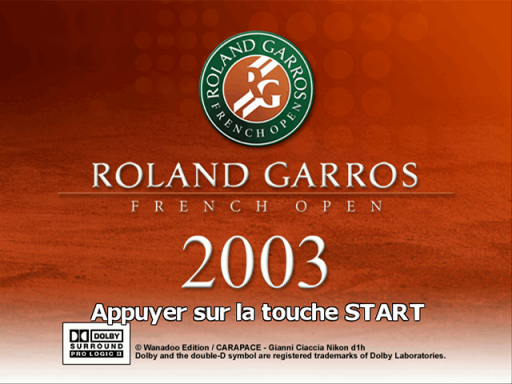 ROLAND GARROS
RG
FRENCH OPEN
ROLAND GARROS
FRENCH OPEN
2003
Appuyer sur la touche START
DOLBY
SURROUND
PRO LOGIC II
© Wanadoo Edition / CARAPACE - Gianni Ciaccia Nikon d1h
Dolby and the double-D symbol are registered trademarks of Dolby Laboratories.